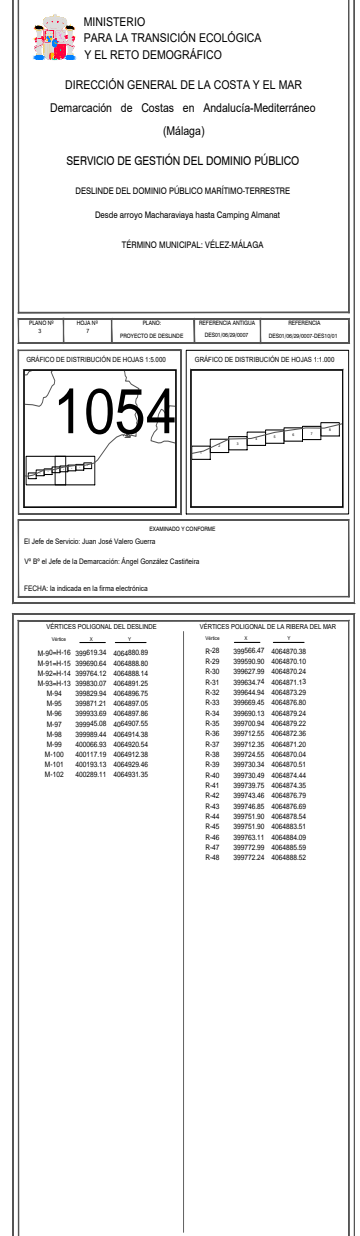 MINISTERIO
PARA LA TRANSICIÓN ECOLÓGICA
Y EL RETO DEMOGRÁFICO
DIRECCIÓN GENERAL DE LA COSTA Y EL MAR
Demarcación de Costas en Andalucía-Mediterráneo
(Málaga)
SERVICIO DE GESTIÓN DEL DOMINIO PÚBLICO
DESLINDE DEL DOMINIO PÚBLICO MARÍTIMO-TERRESTRE
Desde arroyo Macharaviaya hasta Camping Almanat
TÉRMINO MUNICIPAL: VÉLEZ-MÁLAGA
PLANO Nº HOJA Nº PLANO: REFERENCIA ANTIGUA REFERENCIA
3 7 PROYECTO DE DESLINDE DES01/06/29/0007 DES01/06/29/0007-DES10/01
GRÁFICO DE DISTRIBUCIÓN DE HOJAS 1:5.000
1054
GRÁFICO DE DISTRIBUCIÓN DE HOJAS 1:1.000
EXAMINADO Y CONFORME
El Jefe de Servicio: Juan José Valero Guerra
Vº Bº el Jefe de la Demarcación: Ángel González Castiñeira
FECHA: la indicada en la firma electrónica
VÉRTICES POLIGONAL DEL DESLINDE
Vértice X Y
M-90=H-16 399619.34 4064880.89
M-91=H-15 399690.64 4064888.80
M-92=H-14 399764.12 4064888.14
M-93=H-13 399830.07 4064891.25
M-94 399829.94 4064896.75
M-95 399871.21 4064897.05
M-96 399933.69 4064897.86
M-97 399945.08 4064907.55
M-98 399989.44 4064914.38
M-99 400066.93 4064920.54
M-100 400117.19 4064912.38
M-101 400193.13 4064929.46
M-102 400289.11 4064931.35
VÉRTICES POLIGONAL DE LA RIBERA DEL MAR
Vértice X Y
R-28 399566.47 4064870.38
R-29 399590.90 4064870.10
R-30 399627.99 4064870.24
R-31 399634.74 4064871.13
R-32 399644.94 4064873.29
R-33 399669.45 4064876.80
R-34 399690.13 4064879.24
R-35 399700.94 4064879.22
R-36 399712.55 4064872.36
R-37 399712.35 4064871.20
R-38 399724.55 4064870.04
R-39 399730.34 4064870.51
R-40 399730.49 4064874.44
R-41 399739.75 4064874.35
R-42 399743.46 4064876.79
R-43 399746.85 4064876.69
R-44 399751.90 4064878.54
R-45 399751.90 4064883.51
R-46 399763.11 4064884.09
R-47 399772.99 4064885.59
R-48 399772.24 4064888.52